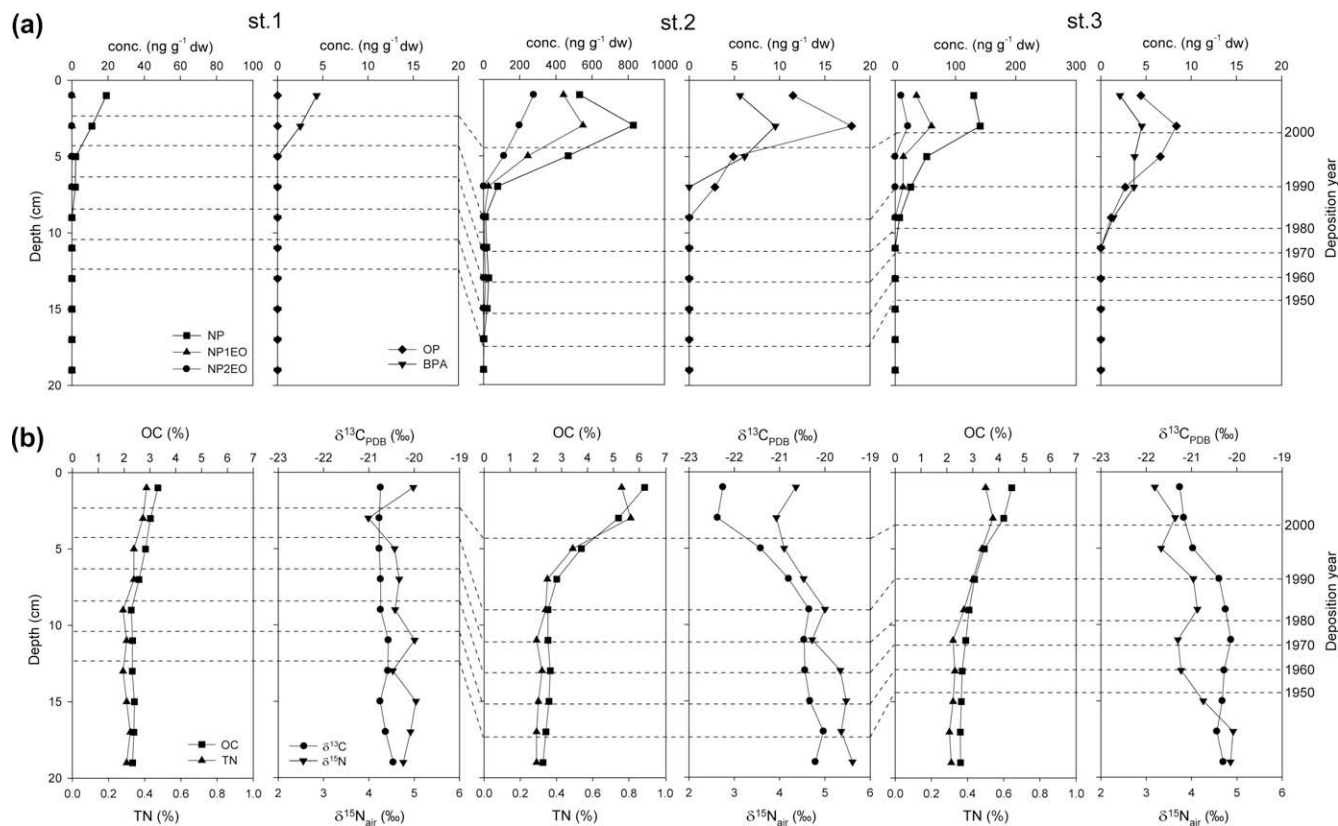 (a)
st.1
st.2
st.3
conc. (ng g⁻¹ dw)
conc. (ng g⁻¹ dw)
conc. (ng g⁻¹ dw)
conc. (ng g⁻¹ dw)
conc. (ng g⁻¹ dw)
conc. (ng g⁻¹ dw)
0 20 40 60 80 100
0 5 10 15 20
0 200 400 600 800 1000
0 5 10 15 20
0 100 200 300
0 5 10 15 20
Depth (cm)
0
5
10
15
20
NP
NP1EO
NP2EO
OP
BPA
2000
1990
1980
1970
1960
1950
Deposition year
(b)
OC (%)
δ¹³C_PDB (‰)
OC (%)
δ¹³C_PDB (‰)
OC (%)
δ¹³C_PDB (‰)
0 1 2 3 4 5 6 7
-23 -22 -21 -20 -19
0 1 2 3 4 5 6 7
-23 -22 -21 -20 -19
0 1 2 3 4 5 6 7
-23 -22 -21 -20 -19
Depth (cm)
0
5
10
15
20
OC
TN
δ¹³C
δ¹⁵N
2000
1990
1980
1970
1960
1950
Deposition year
0.0 0.2 0.4 0.6 0.8 1.0
2 3 4 5 6
0.0 0.2 0.4 0.6 0.8 1.0
2 3 4 5 6
0.0 0.2 0.4 0.6 0.8 1.0
2 3 4 5 6
TN (%)
δ¹⁵N_air (‰)
TN (%)
δ¹⁵N_air (‰)
TN (%)
δ¹⁵N_air (‰)